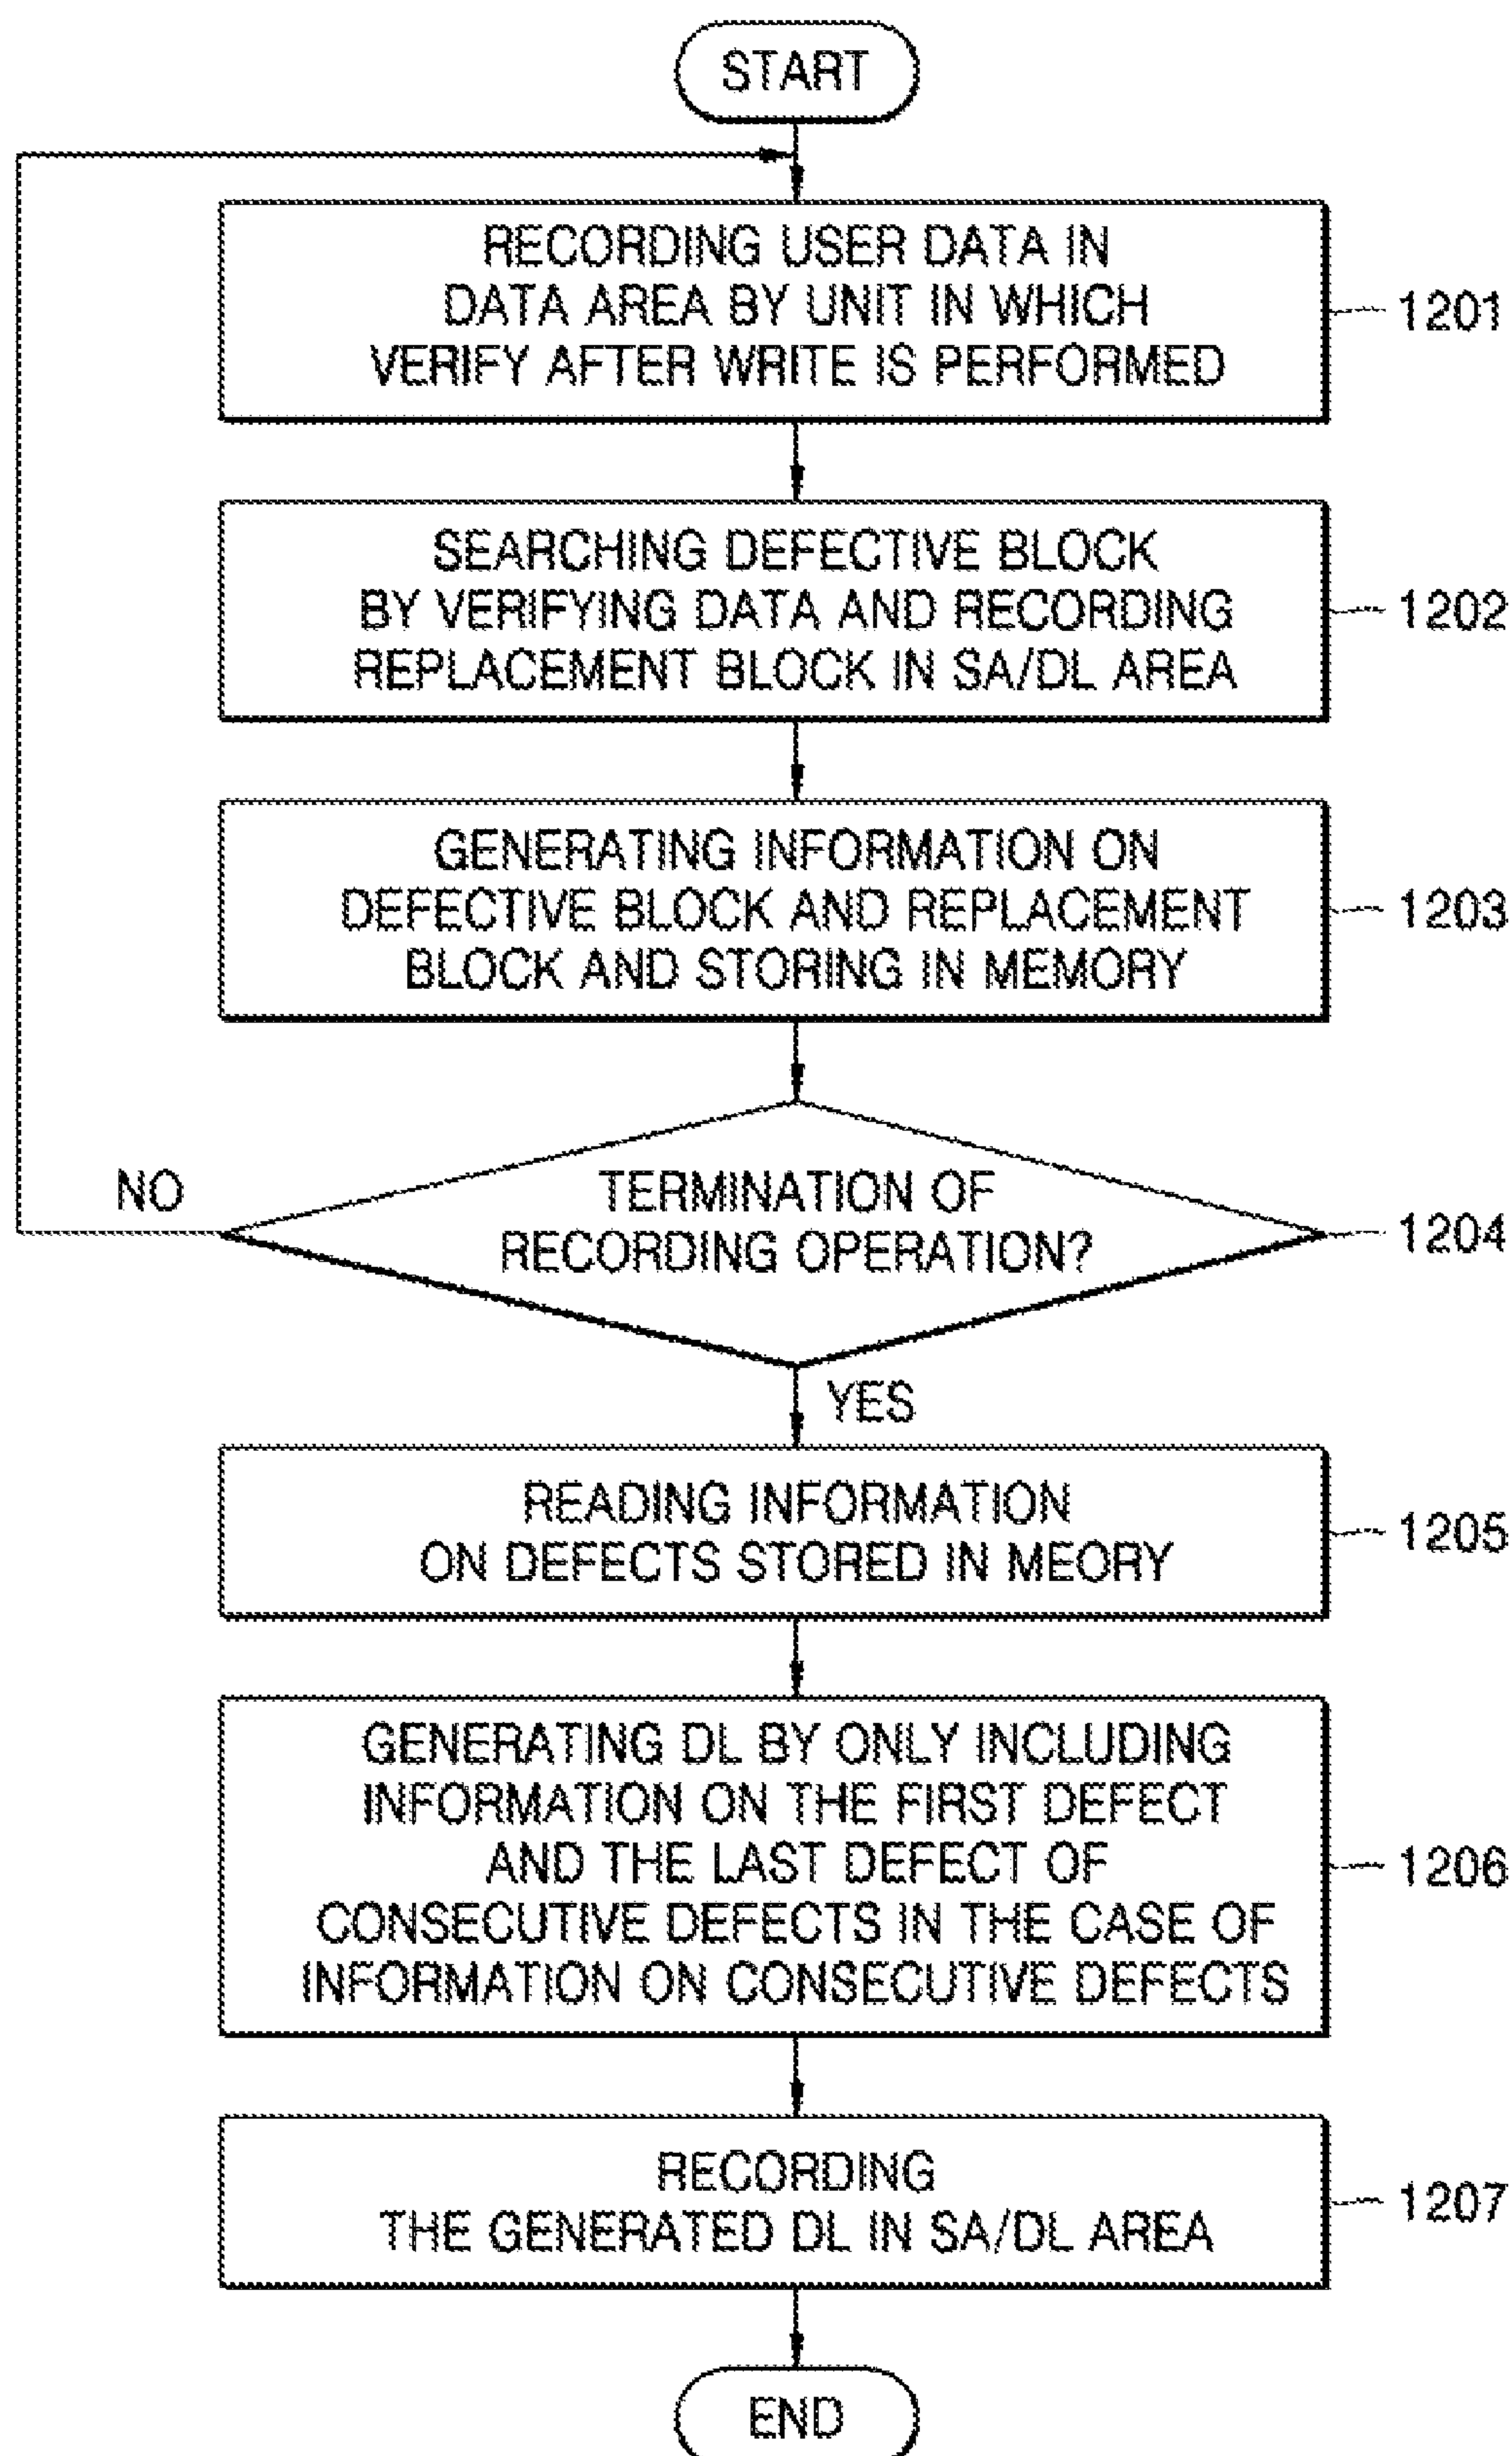 START
RECORDING USER DATA IN
DATA AREA BY UNIT IN WHICH
VERIFY AFTER WRITE IS PERFORMED
1201
SEARCHING DEFECTIVE BLOCK
BY VERIFYING DATA AND RECORDING
REPLACEMENT BLOCK IN SA/DL AREA
1202
GENERATING INFORMATION ON
DEFECTIVE BLOCK AND REPLACEMENT
BLOCK AND STORING IN MEMORY
1203
NO
TERMINATION OF
RECORDING OPERATION?
1204
YES
READING INFORMATION
ON DEFECTS STORED IN MEORY
1205
GENERATING DL BY ONLY INCLUDING
INFORMATION ON THE FIRST DEFECT
AND THE LAST DEFECT OF
CONSECUTIVE DEFECTS IN THE CASE OF
INFORMATION ON CONSECUTIVE DEFECTS
1206
RECORDING
THE GENERATED DL IN SA/DL AREA
1207
END